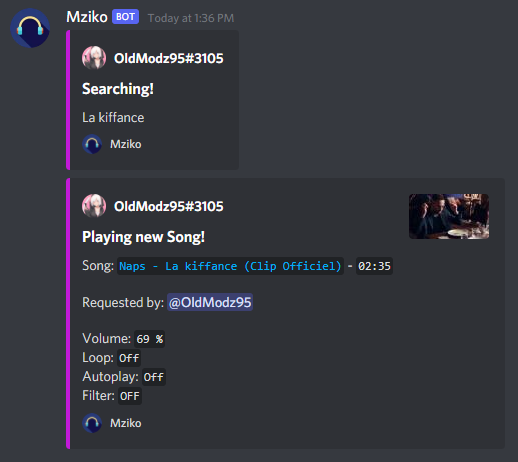 Mziko BOT Today at 1:36 PM
OldModz95#3105
Searching!
La kiffance
Mziko
OldModz95#3105
Playing new Song!
Song: Naps - La kiffance (Clip Officiel) - 02:35
Requested by: @OldModz95
Volume: 69 %
Loop: Off
Autoplay: Off
Filter: OFF
Mziko